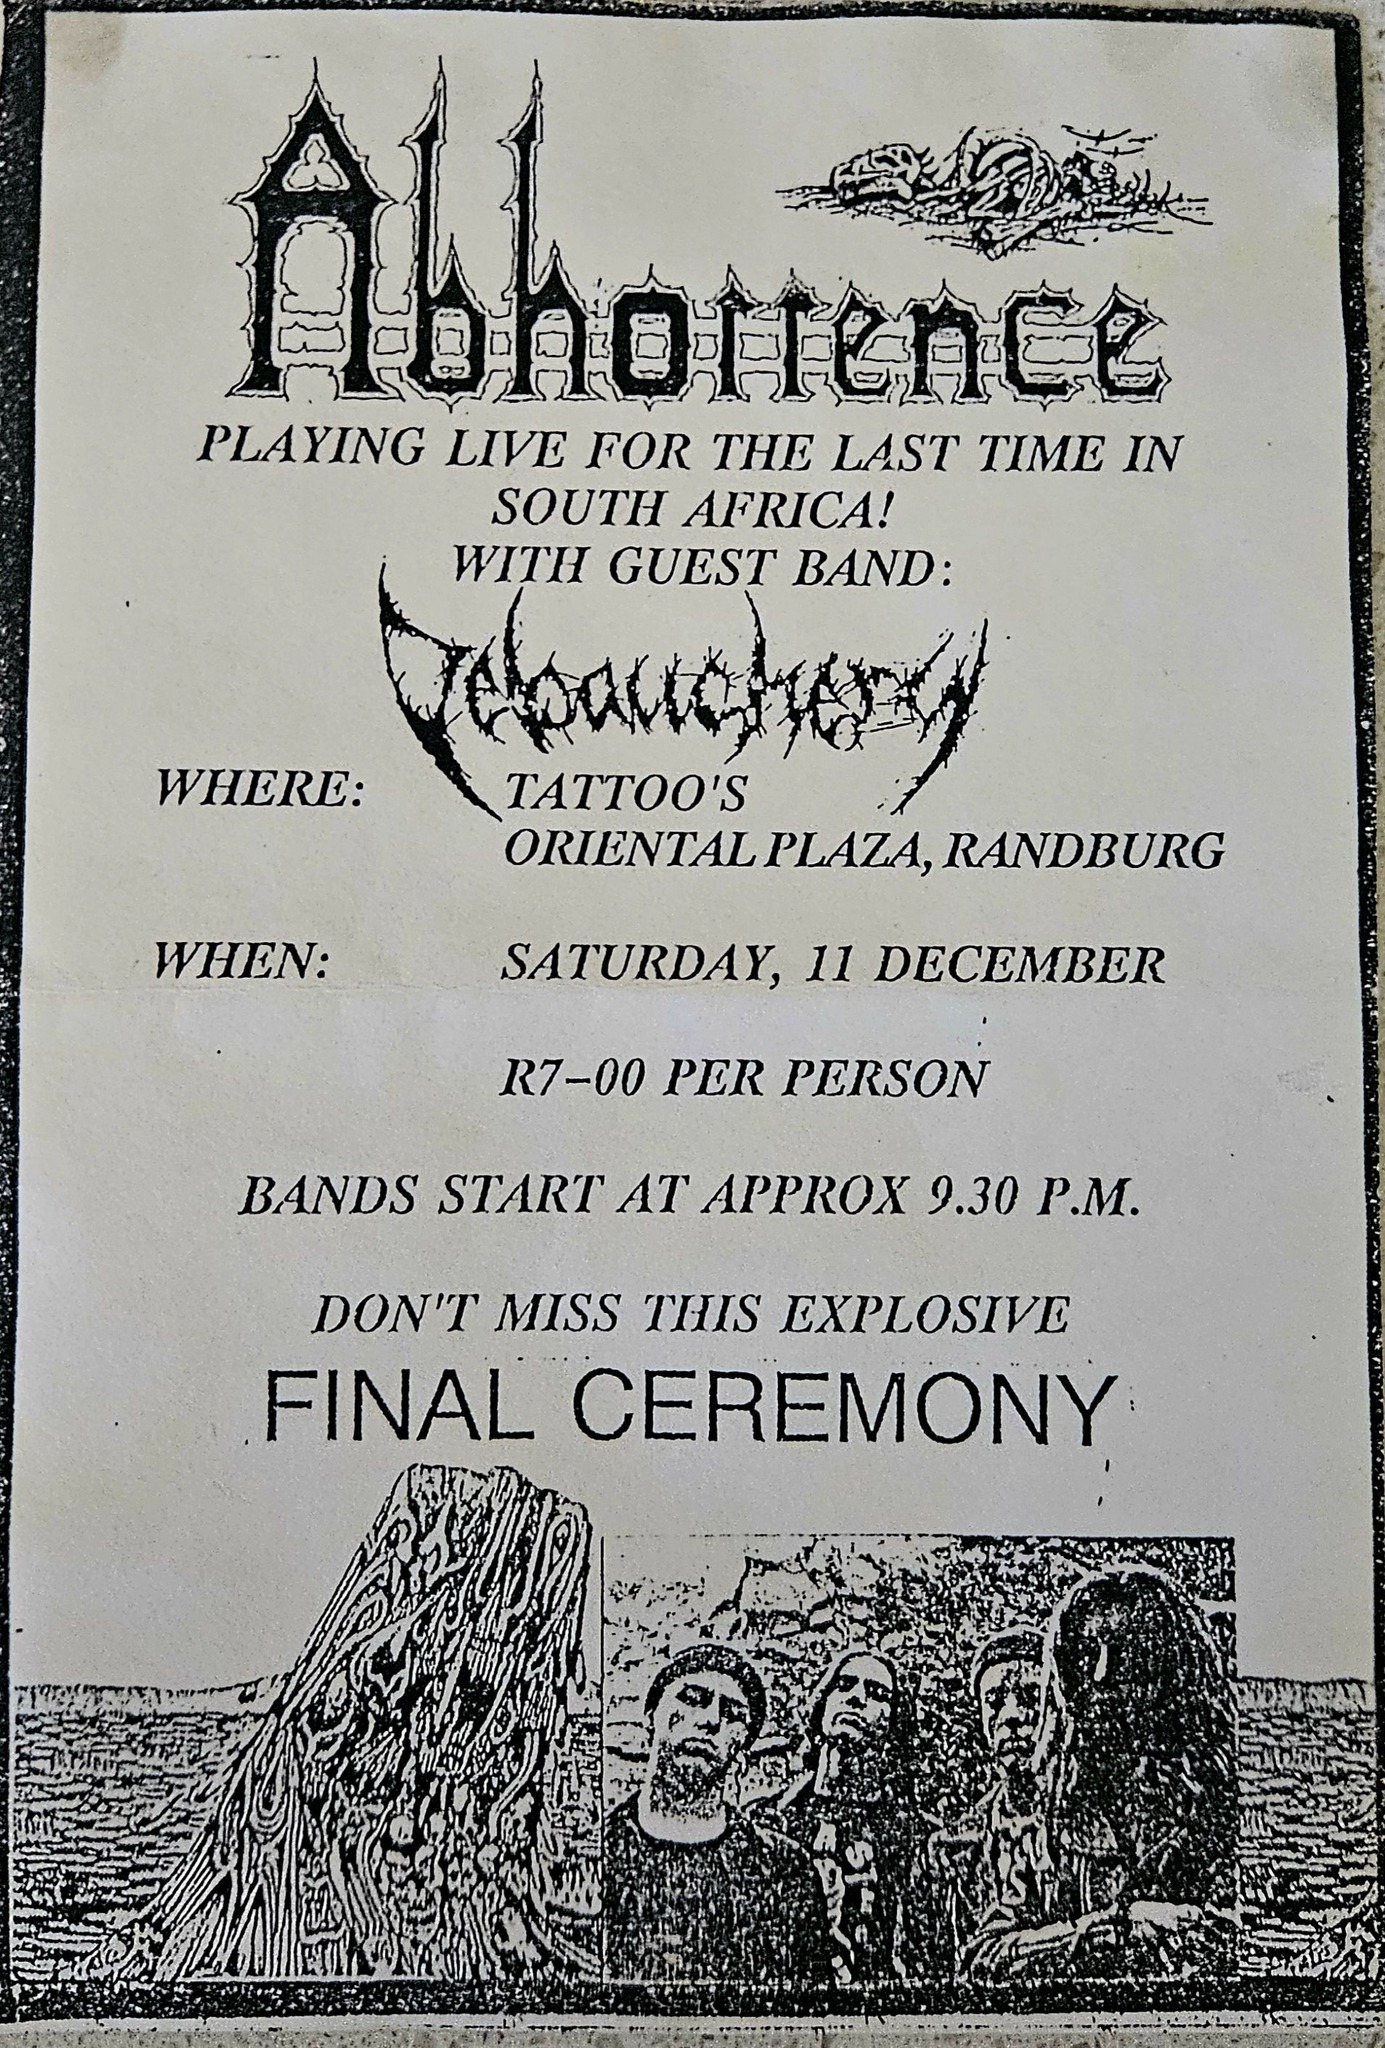 Abhorrence
PLAYING LIVE FOR THE LAST TIME IN
SOUTH AFRICA!
WITH GUEST BAND:
Debauchery
WHERE: TATTOO'S
ORIENTAL PLAZA, RANDBURG
WHEN: SATURDAY, 11 DECEMBER
R7-00 PER PERSON
BANDS START AT APPROX 9.30 P.M.
DON'T MISS THIS EXPLOSIVE
FINAL CEREMONY